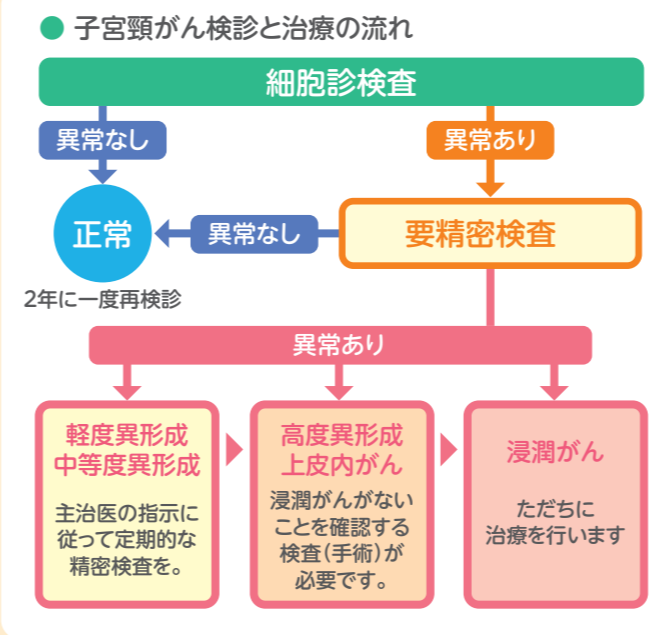 ● 子宮頸がん検診と治療の流れ
細胞診検査
異常なし
異常あり
正常
異常なし
要精密検査
2年に一度再検診
異常あり
軽度異形成
中等度異形成
主治医の指示に
従って定期的な
精密検査を。
高度異形成
上皮内がん
浸潤がんがない
ことを確認する
検査(手術)が
必要です。
浸潤がん
ただちに
治療を行います